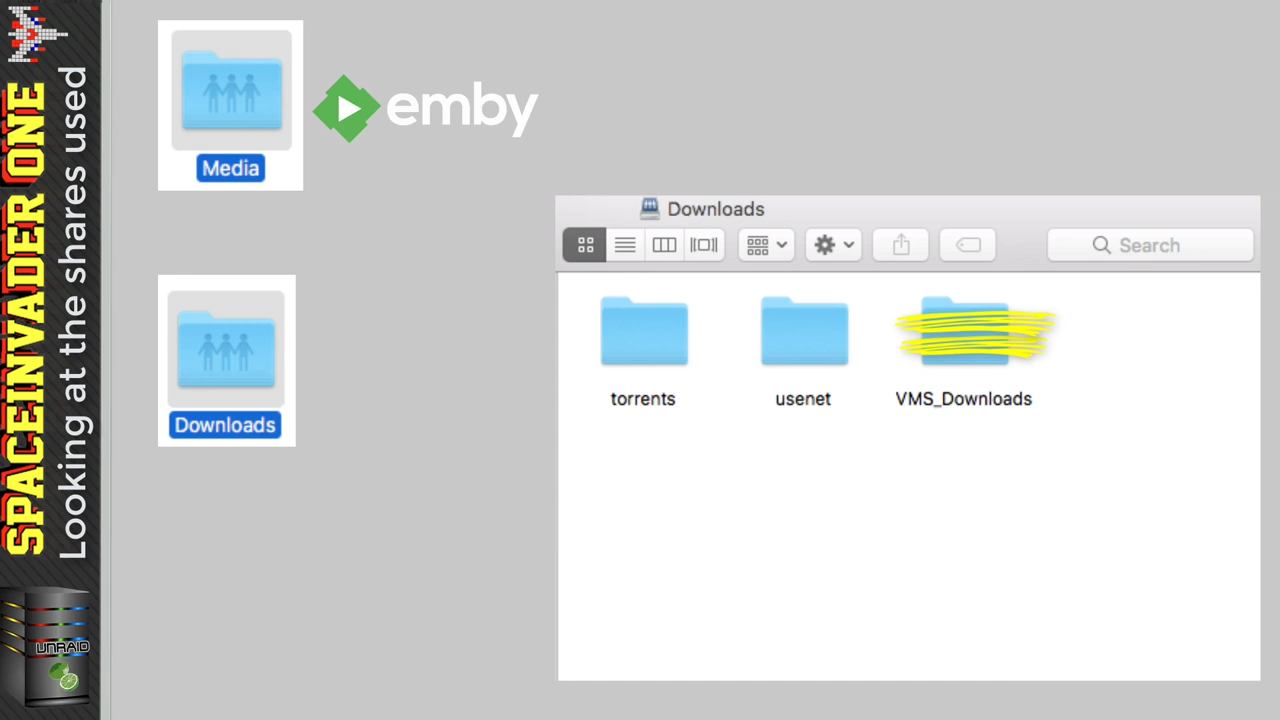 SPACEINVADER ONE
Looking at the shares used
UNRAID
Media
emby
Downloads
Downloads
Search
torrents
usenet
VMS_Downloads